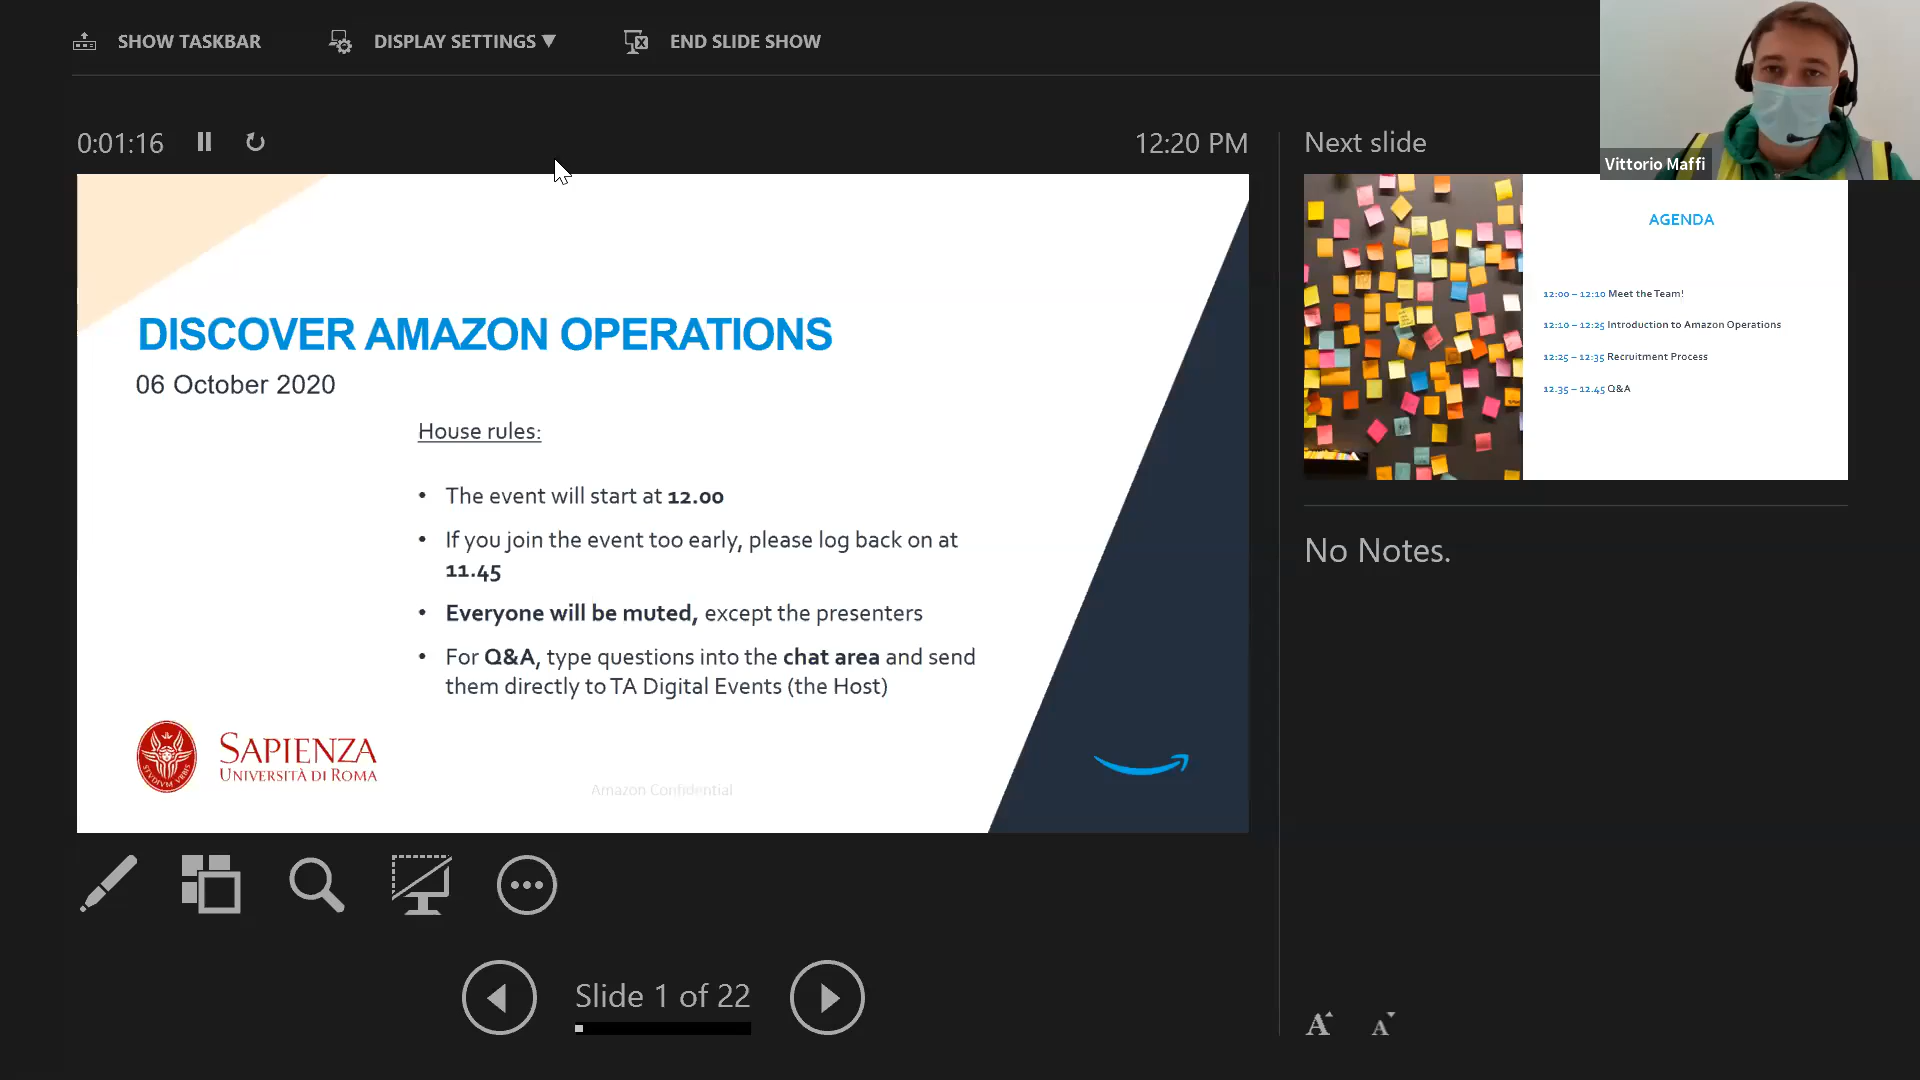 SHOW TASKBAR
DISPLAY SETTINGS ▼
END SLIDE SHOW
Vittorio Maffi
0:01:16
12:20 PM
Next slide
DISCOVER AMAZON OPERATIONS
06 October 2020
House rules:
• The event will start at 12.00
• If you join the event too early, please log back on at
11.45
• Everyone will be muted, except the presenters
• For Q&A, type questions into the chat area and send
them directly to TA Digital Events (the Host)
SAPIENZA
UNIVERSITÀ DI ROMA
Amazon Confidential
AGENDA
12:00 – 12:10 Meet the Team!
12:10 – 12:25 Introduction to Amazon Operations
12:25 – 12:35 Recruitment Process
12.35 – 12.45 Q&A
No Notes.
Slide 1 of 22
A A